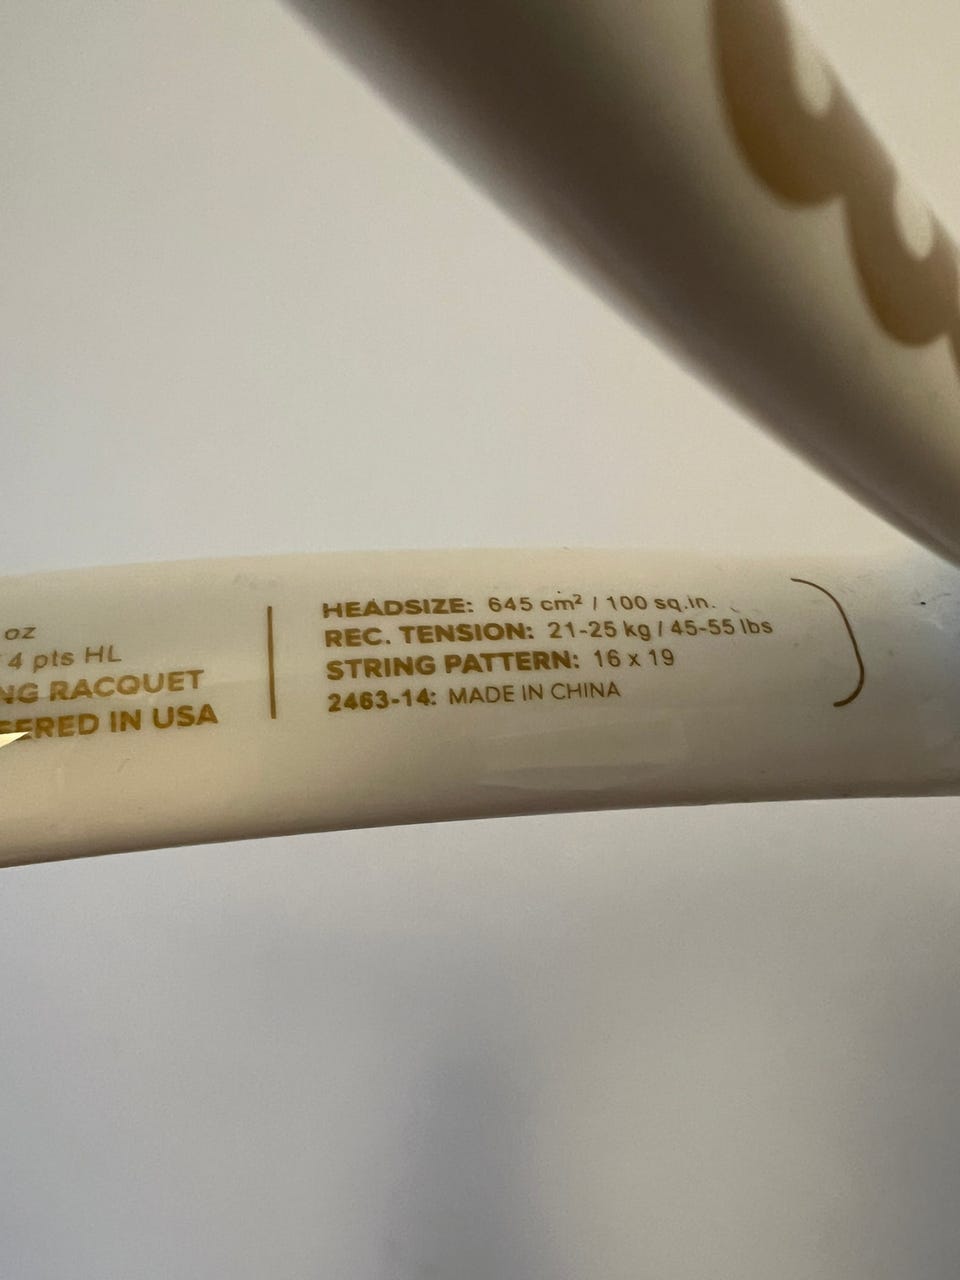 oz
4 pts HL
NG RACQUET
ERED IN USA
HEADSIZE: 645 cm² / 100 sq.in.
REC. TENSION: 21-25 kg / 45-55 lbs
STRING PATTERN: 16 x 19
2463-14: MADE IN CHINA